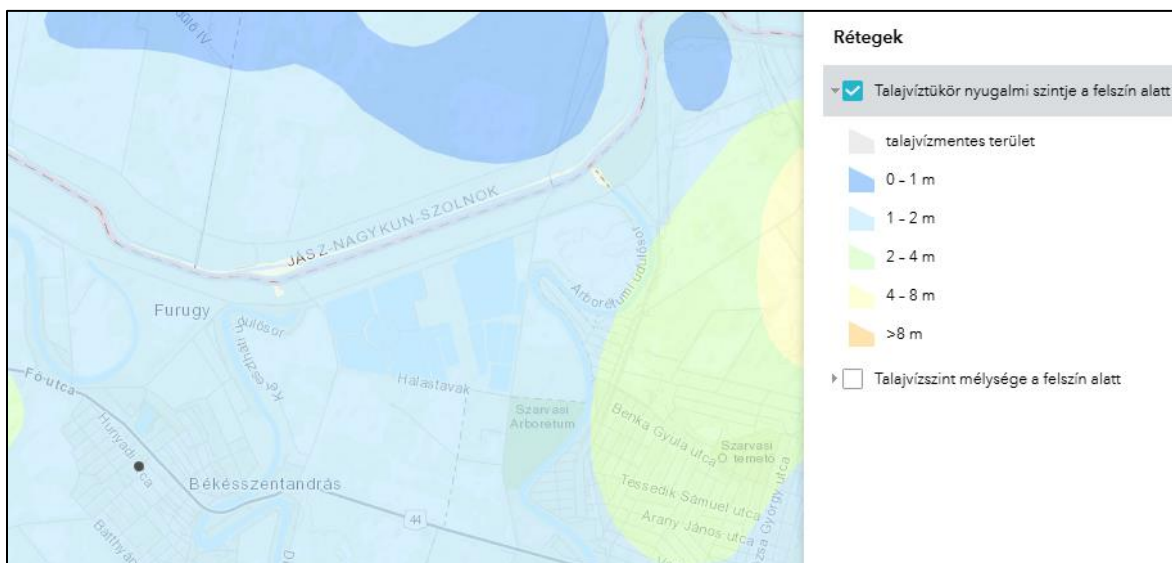 dülő IV
JÁSZ-NAGYKUN-SZOLNOK
Arborétumi üdülősor
Furugy
Fő-utca
Halastavak
Szarvasi
Arborétum
Benka Gyula utca
Szarvasi
Ó temető
Hunyadi utca
Békésszentandrás
Tessedik Sámuel utca
44
Arany János utca
Rétegek
Talajvíztükör nyugalmi szintje a felszín alatt
talajvízmentes terület
0 - 1 m
1 - 2 m
2 - 4 m
4 - 8 m
>8 m
Talajvízszint mélysége a felszín alatt